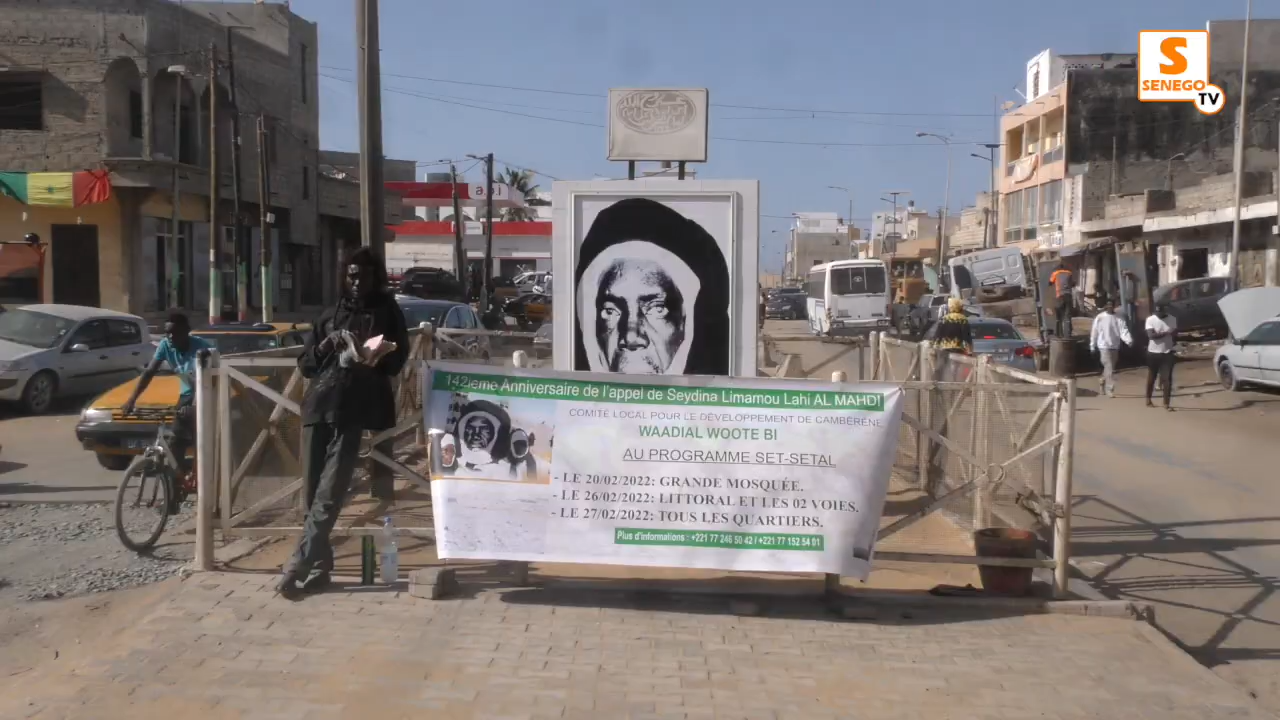 S
SENEGO
TV
142ieme Anniversaire de l'appel de Seydina Limamou Lahi AL MAHDI
COMITÉ LOCAL POUR LE DÉVELOPPEMENT DE CAMBÉRÈNE
WAADIAL WOOTE BI
AU PROGRAMME SET-SETAL
- LE 20/02/2022: GRANDE MOSQUÉE.
- LE 26/02/2022: LITTORAL ET LES 02 VOIES.
- LE 27/02/2022: TOUS LES QUARTIERS.
Plus d'informations : +221 77 246 50 42 / +221 77 152 54 01